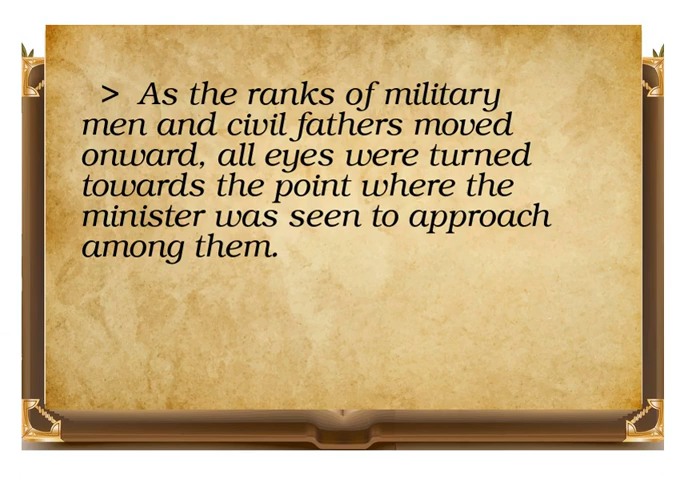 > As the ranks of military
men and civil fathers moved
onward, all eyes were turned
towards the point where the
minister was seen to approach
among them.